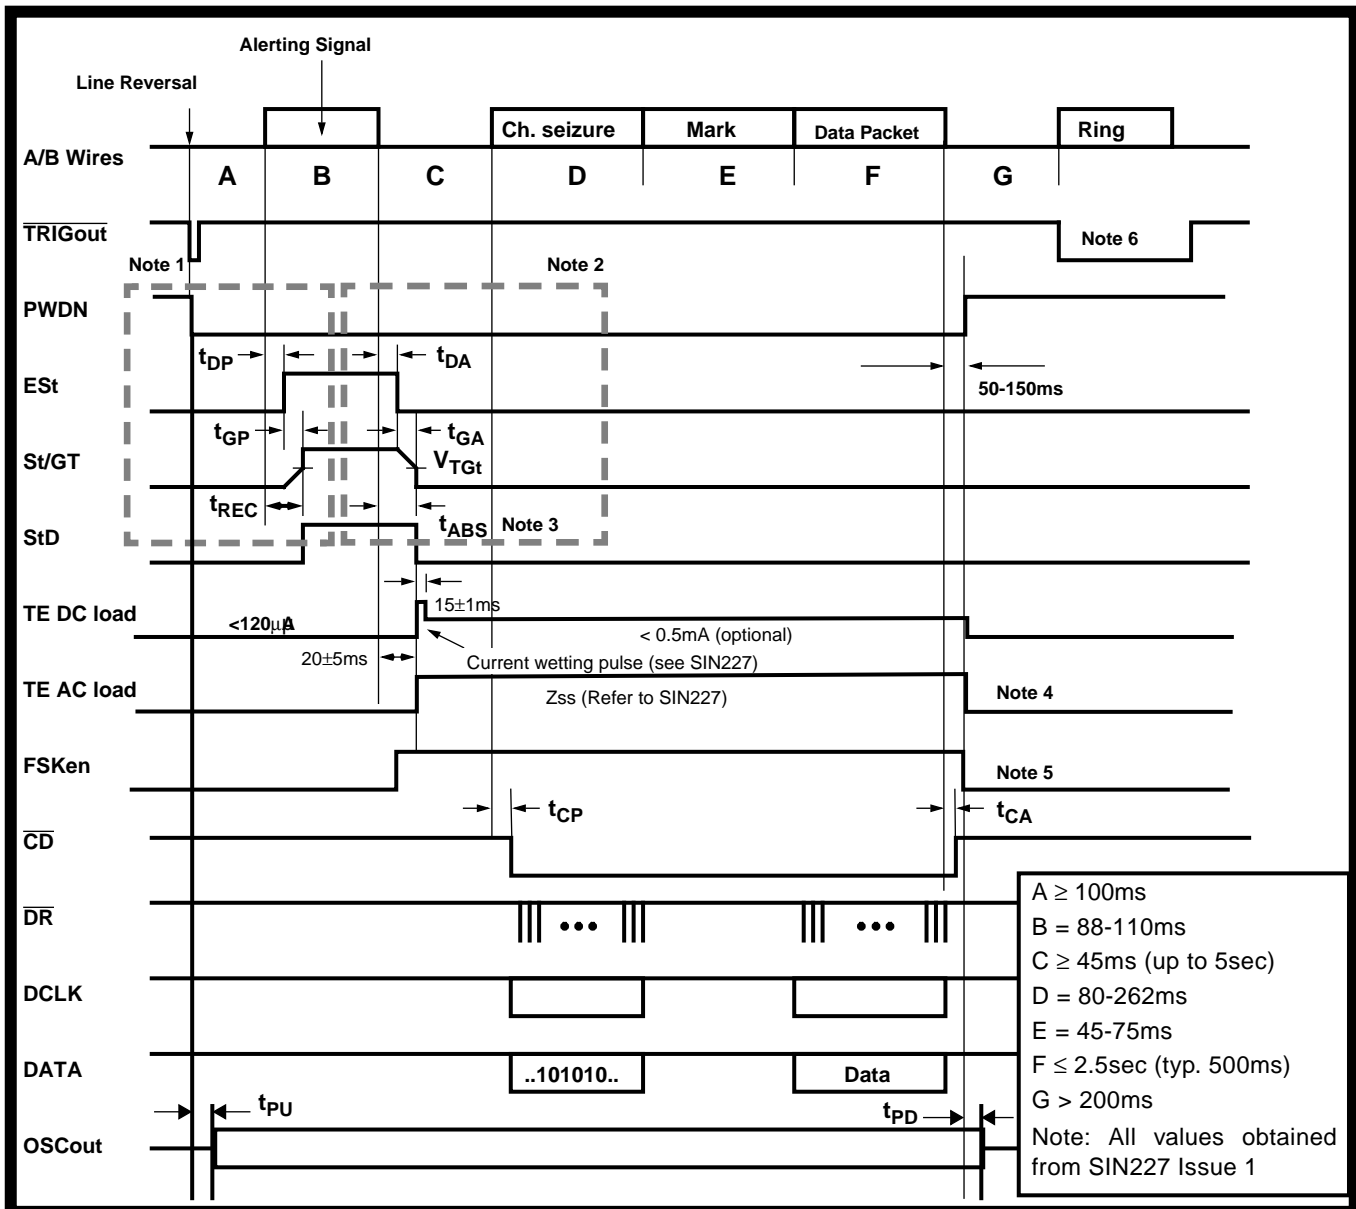 Alerting Signal
Line Reversal
Ch. seizure Mark Data Packet Ring
A/B Wires
A B C D E F G
TRIGout
Note 6
Note 1 Note 2
PWDN
tDP tDA
50-150ms
ESt
tGP tGA
St/GT
VTGt
tREC
tABS Note 3
StD
15±1ms
TE DC load
<120µA
< 0.5mA (optional)
20±5ms
Current wetting pulse (see SIN227)
TE AC load
Zss (Refer to SIN227)
Note 4
FSKen
Note 5
tCP tCA
CD
DR
DCLK
DATA
..101010.. Data
tPU tPD
OSCout
A ≥ 100ms
B = 88-110ms
C ≥ 45ms (up to 5sec)
D = 80-262ms
E = 45-75ms
F ≤ 2.5sec (typ. 500ms)
G > 200ms
Note: All values obtained
from SIN227 Issue 1